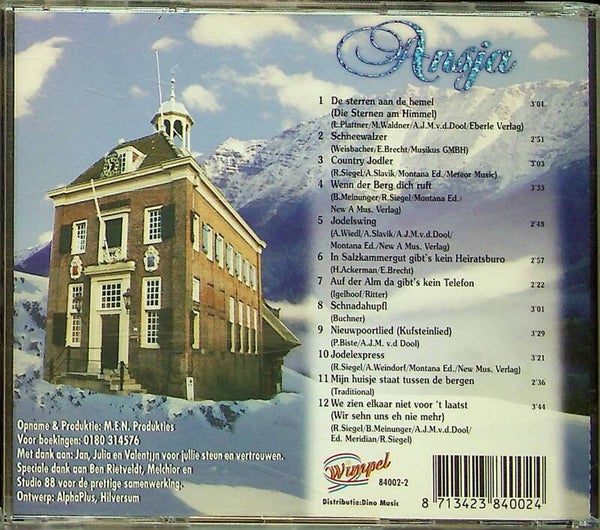 Anoja
1 De sterren aan de hemel 3'01
(Die Sternen am Himmel)
(L.Plattner/M.Waldner/A.J.M.v.d.Dool/Eberle Verlag)
2 Schneewalzer 2'51
(Weisbacher/E.Brecht/Musikus GMBH)
3 Country Jodler 3'03
(R.Siegel/A.Slavik/Montana Ed./Meteor Music)
4 Wenn der Berg dich ruft 3'33
(B.Meinunger/R.Siegel/Montana Ed./
New A Mus. Verlag)
5 Jodelswing 2'48
(A.Wiedl/A.Slavik/A.J.M.v.d.Dool/
Montana Ed./New A Mus. Verlag)
6 In Salzkammergut gibt's kein Heiratsburo 2'57
(H.Ackerman/E.Brecht)
7 Auf der Alm da gibt's kein Telefon 2'22
(Igelhoof/Ritter)
8 Schnadahupfl 3'01
(Buchner)
9 Nieuwpoortlied (Kufsteinlied) 3'29
(P.Biste/A.J.M. v.d Dool)
10 Jodelexpress 3'21
(R.Siegel/A.Weindorf/Montana Ed./New Mus. Verlag)
11 Mijn huisje staat tussen de bergen 2'36
(Traditional)
12 We zien elkaar niet voor 't laatst 3'44
(Wir sehn uns eh nie mehr)
(R.Siegel/B.Meinunger/A.J.M.v.d.Dool/
Ed. Meridian/R.Siegel)
Opname & Produktie: M.E.N. Produkties
Voor boekingen: 0180 314576
Met dank aan: Jan, Julia en Valentijn voor jullie steun en vertrouwen.
Speciale dank aan Ben Rietveldt, Melchior en
Studio 88 voor de prettige samenwerking.
Ontwerp: AlphaPlus, Hilversum
Wimpel
84002-2
Distributie:Dino Music
8 713423 840024